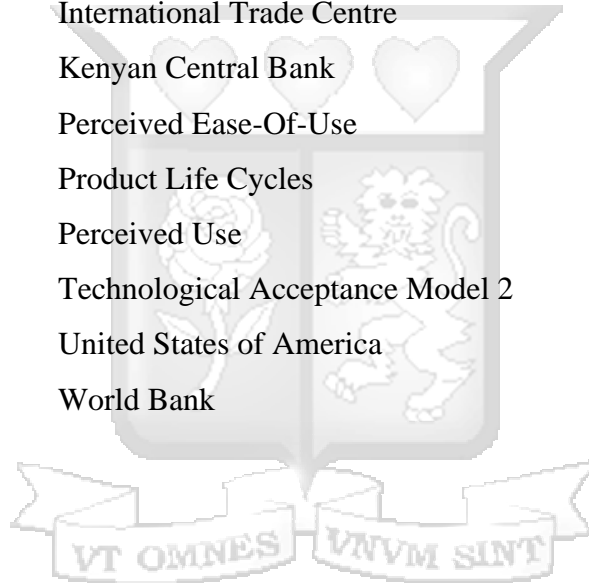 International Trade Centre
Kenyan Central Bank
Perceived Ease-Of-Use
Product Life Cycles
Perceived Use
Technological Acceptance Model 2
United States of America
World Bank
VT OMNES VNVM SINT